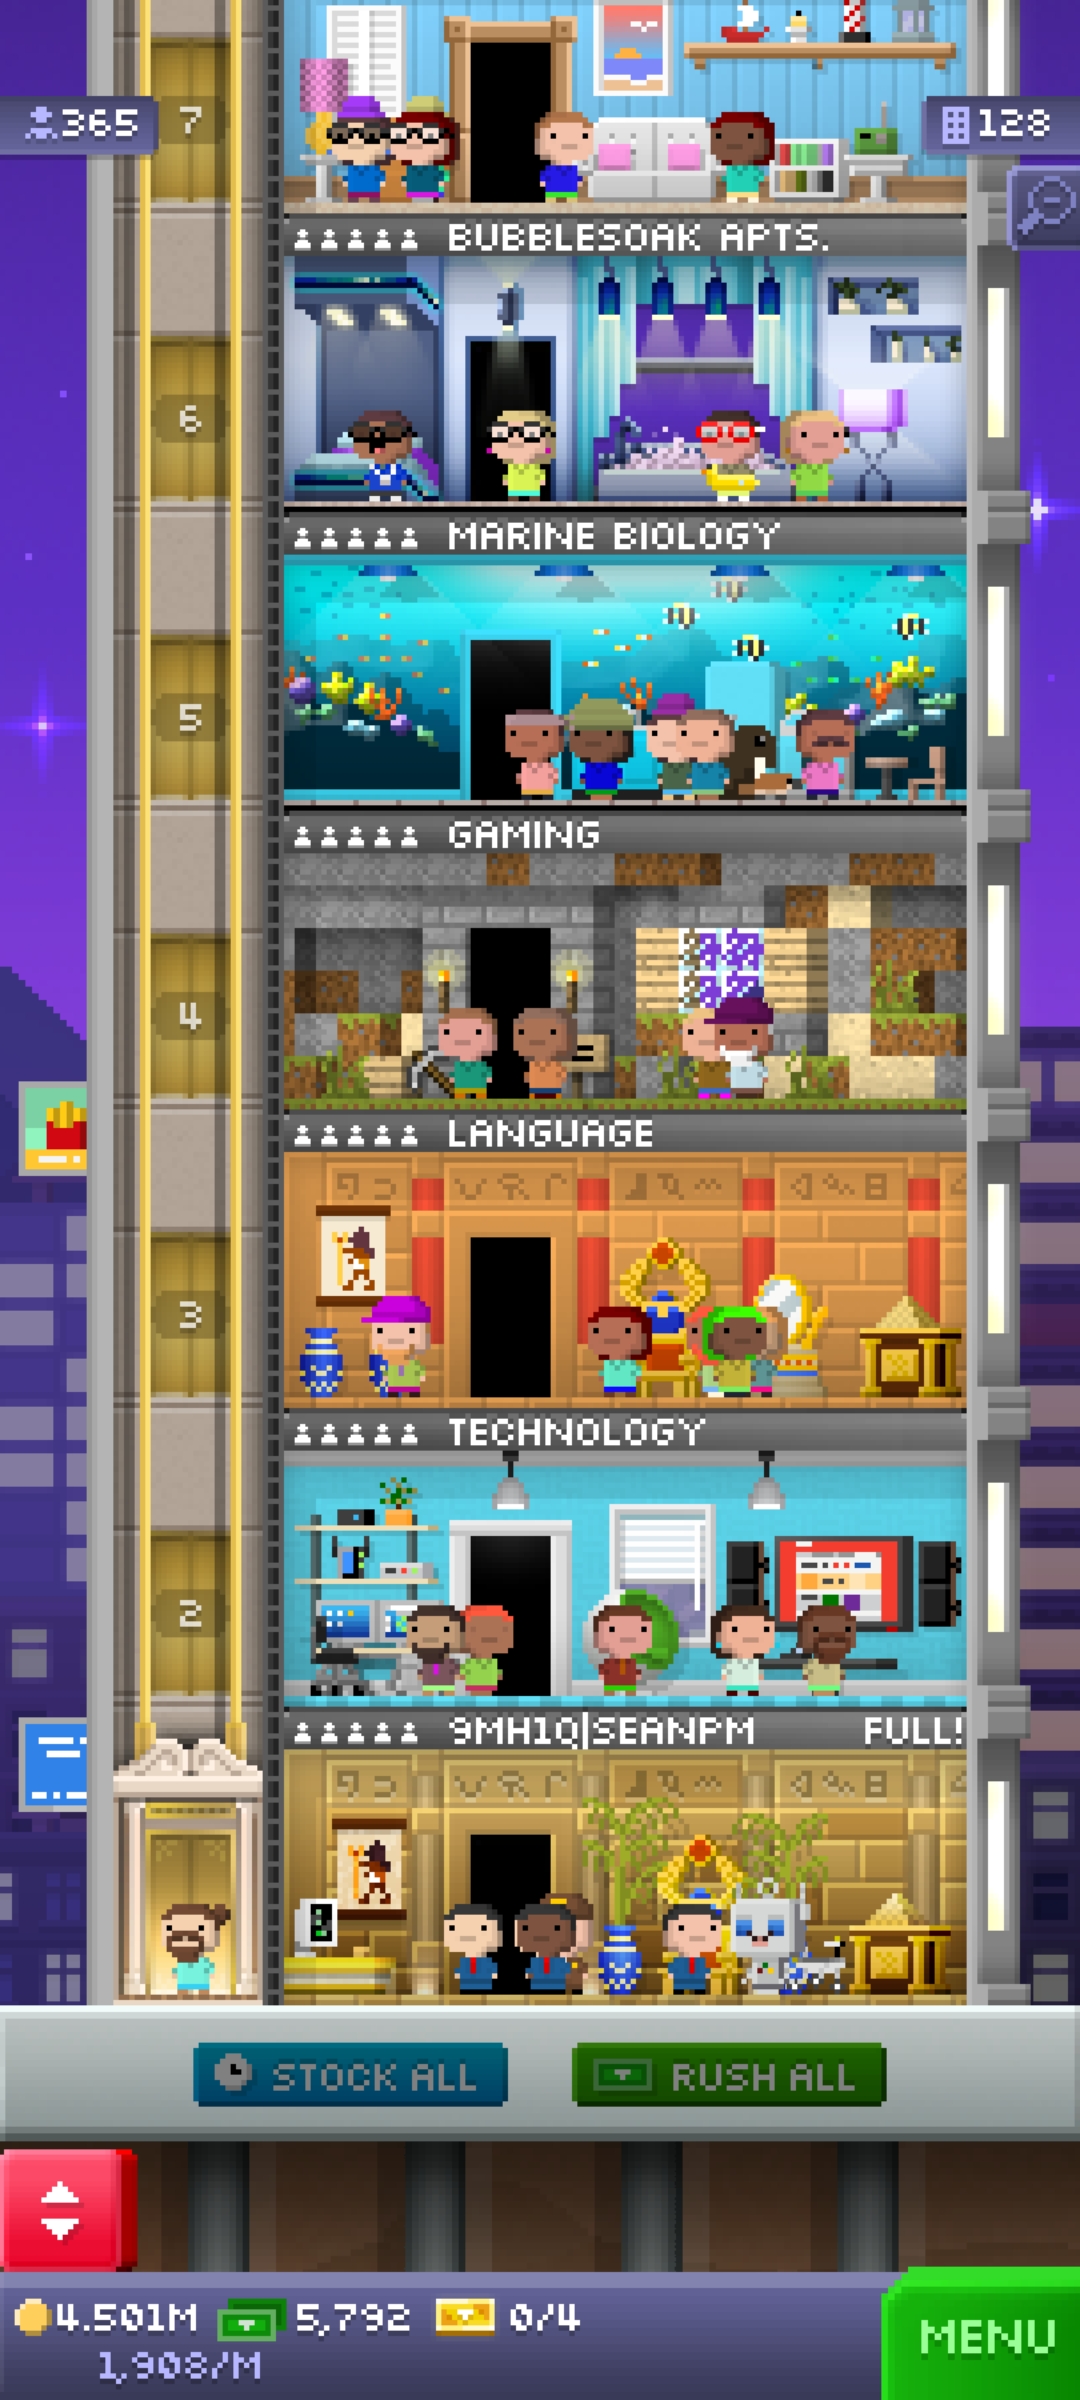 365
7
128
BUBBLESOAK APTS.
6
MARINE BIOLOGY
5
GAMING
4
LANGUAGE
3
TECHNOLOGY
2
9MH1Q|SEANPM FULL!
STOCK ALL
RUSH ALL
4.501M 5,792 0/4
1,908/M
MENU